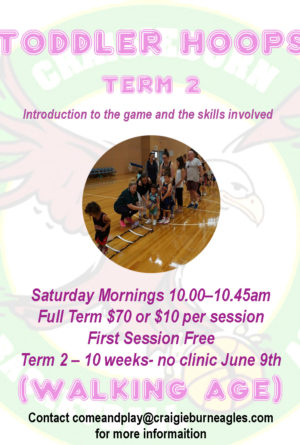 TODDLER HOOPS
TERM 2
Introduction to the game and the skills involved
Saturday Mornings 10.00–10.45am
Full Term $70 or $10 per session
First Session Free
Term 2 – 10 weeks- no clinic June 9th
(WALKING AGE)
Contact comeandplay@craigieburneagles.com
for more informaition